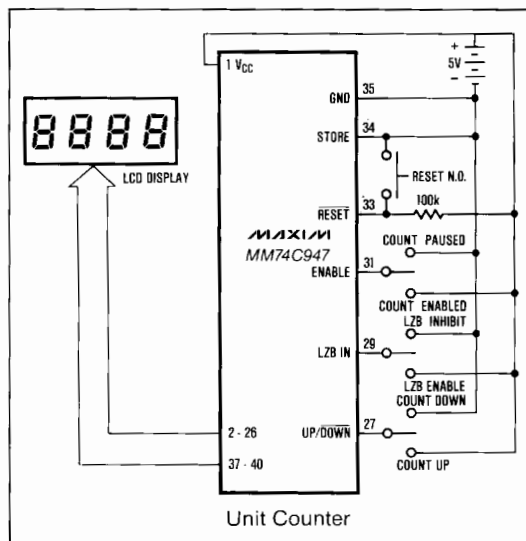 1 VCC
+
5V
−
GND
35
STORE
34
8888
LCD DISPLAY
RESET N.O.
RESET
33
100k
MAXIM
MM74C947
COUNT PAUSED
ENABLE
31
COUNT ENABLED
LZB INHIBIT
LZB IN
29
LZB ENABLE
COUNT DOWN
2 - 26
UP/DOWN
27
37 - 40
COUNT UP
Unit Counter